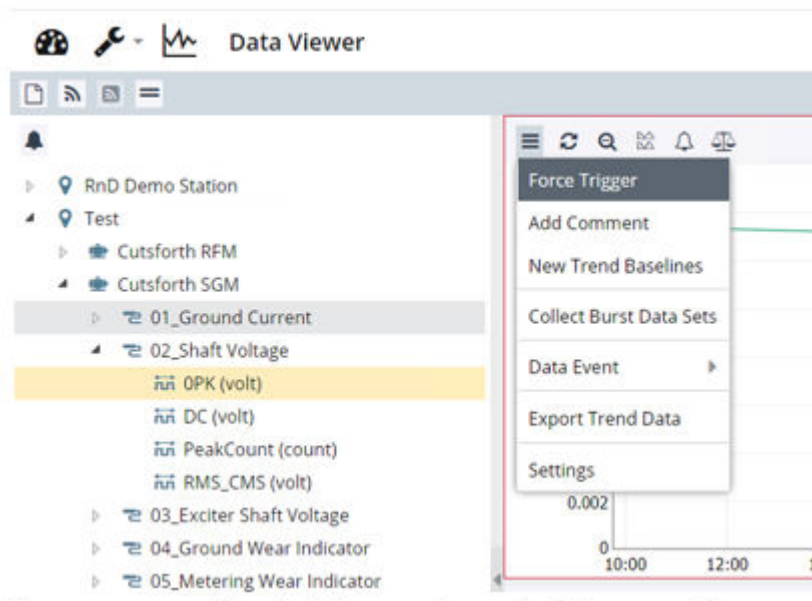 Data Viewer
RnD Demo Station
Test
Cutsforth RFM
Cutsforth SGM
01_Ground Current
02_Shaft Voltage
0PK (volt)
DC (volt)
PeakCount (count)
RMS_CMS (volt)
03_Exciter Shaft Voltage
04_Ground Wear Indicator
05_Metering Wear Indicator
Force Trigger
Add Comment
New Trend Baselines
Collect Burst Data Sets
Data Event
Export Trend Data
Settings
0.002
0
10:00 12:00